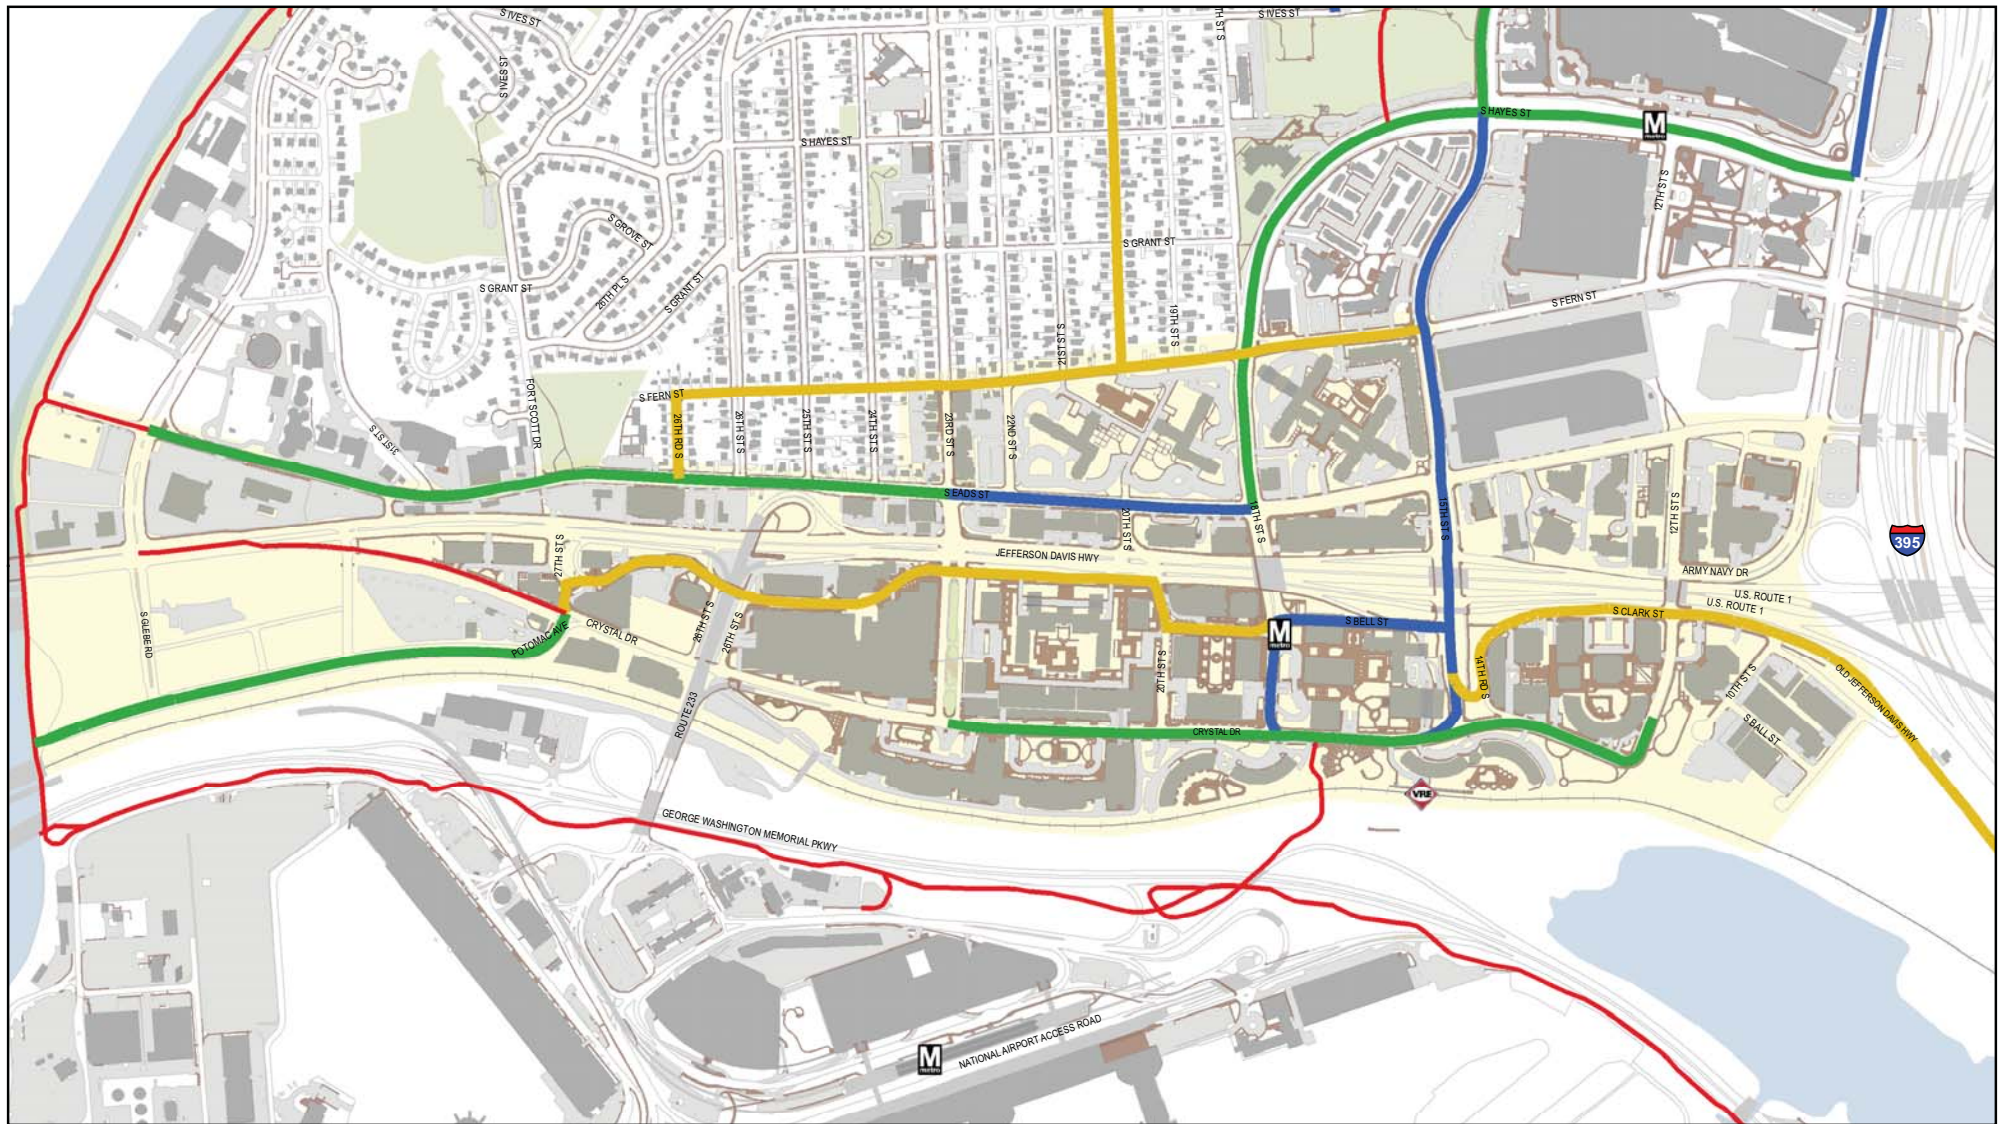 S IVES ST
S IVES ST
S IVES ST
S HAYES ST
M
metro
S HAYES ST
12TH ST S
S GROVE ST
S GRANT ST
26TH PL S
S GRANT ST
S GRANT ST
S FERN ST
19TH ST S
21ST ST S
S FERN ST
FORT SCOTT DR
31ST ST S
26TH RD S
26TH ST S
25TH ST S
24TH ST S
23RD ST S
22ND ST S
S EADS ST
20TH ST S
18TH ST S
15TH ST S
12TH ST S
395
27TH ST S
JEFFERSON DAVIS HWY
ARMY NAVY DR
U.S. ROUTE 1
U.S. ROUTE 1
S CLARK ST
S GLEBE RD
POTOMAC AVE
CRYSTAL DR
26TH ST S
26TH ST S
S BELL ST
M
metro
20TH ST S
14TH RD S
10TH ST S
OLD JEFFERSON DAVIS HWY
S BALL ST
ROUTE 233
CRYSTAL DR
VRE
GEORGE WASHINGTON MEMORIAL PKWY
M
metro
NATIONAL AIRPORT ACCESS ROAD